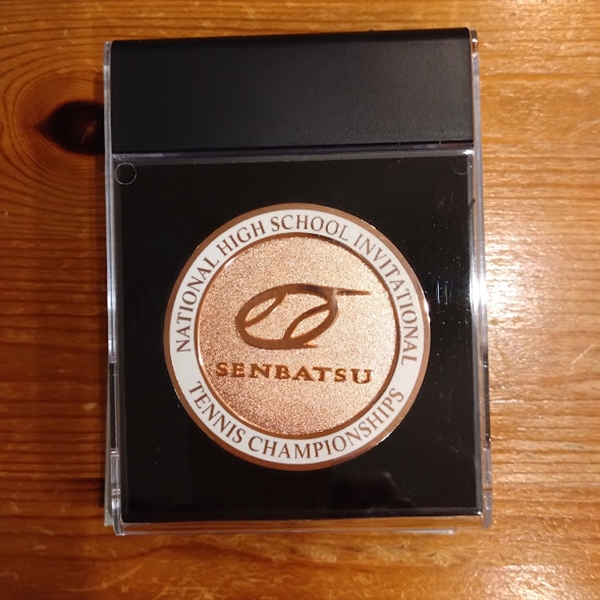 NATIONAL HIGH SCHOOL INVITATIONAL
SENBATSU
TENNIS CHAMPIONSHIPS